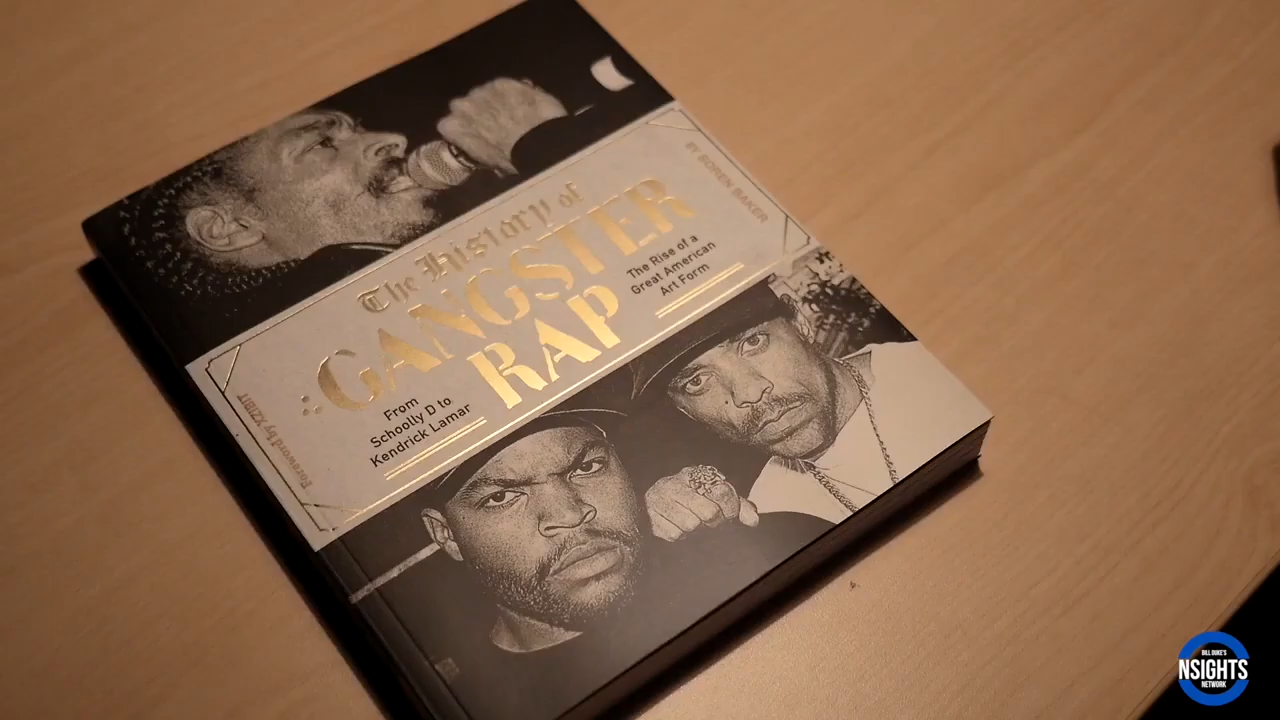 The History of
GANGSTER
RAP
BY SOREN BAKER
The Rise of a
Great American
Art Form
From
Schoolly D to
Kendrick Lamar
Foreword by XZIBIT
BILL DUKE'S
NSIGHTS
NETWORK